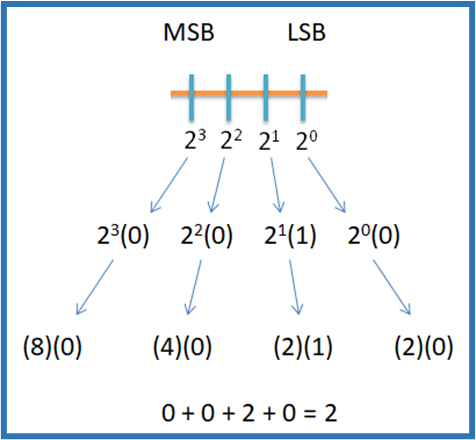 MSB LSB
2³ 2² 2¹ 2⁰
2³(0) 2²(0) 2¹(1) 2⁰(0)
(8)(0) (4)(0) (2)(1) (2)(0)
0 + 0 + 2 + 0 = 2